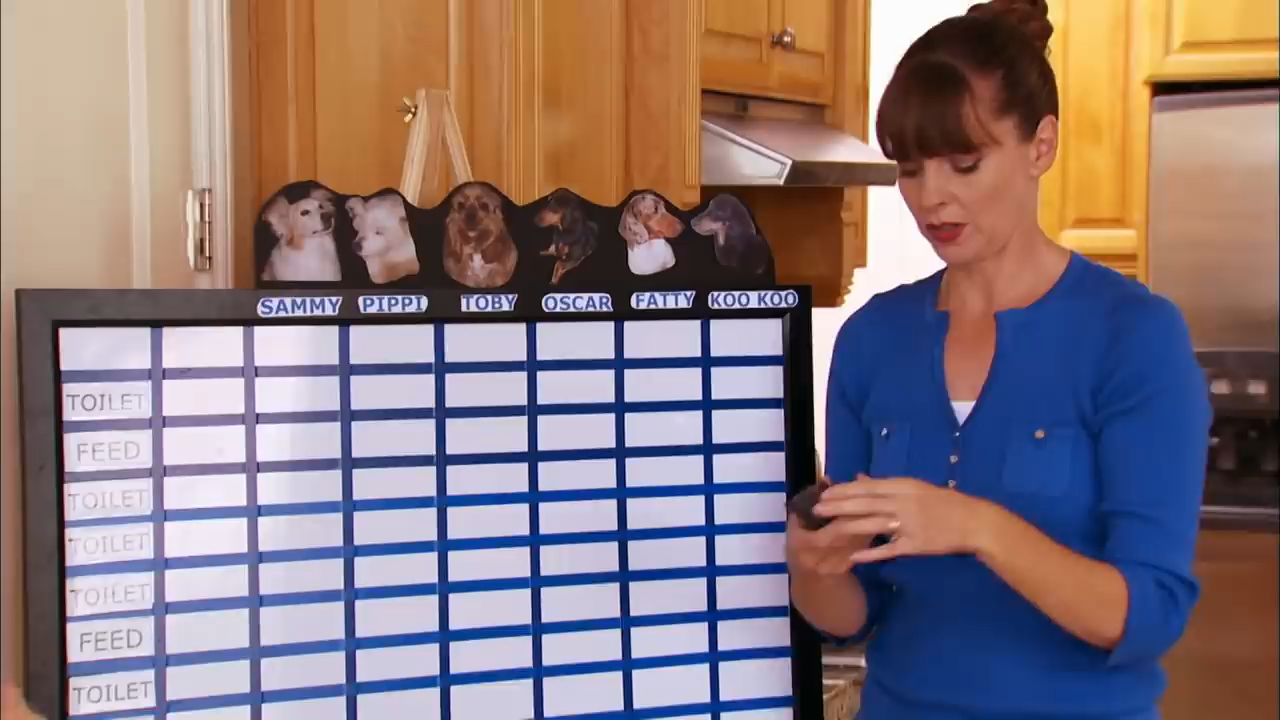 SAMMY PIPPI TOBY OSCAR FATTY KOO KOO
TOILET
FEED
TOILET
TOILET
TOILET
FEED
TOILET